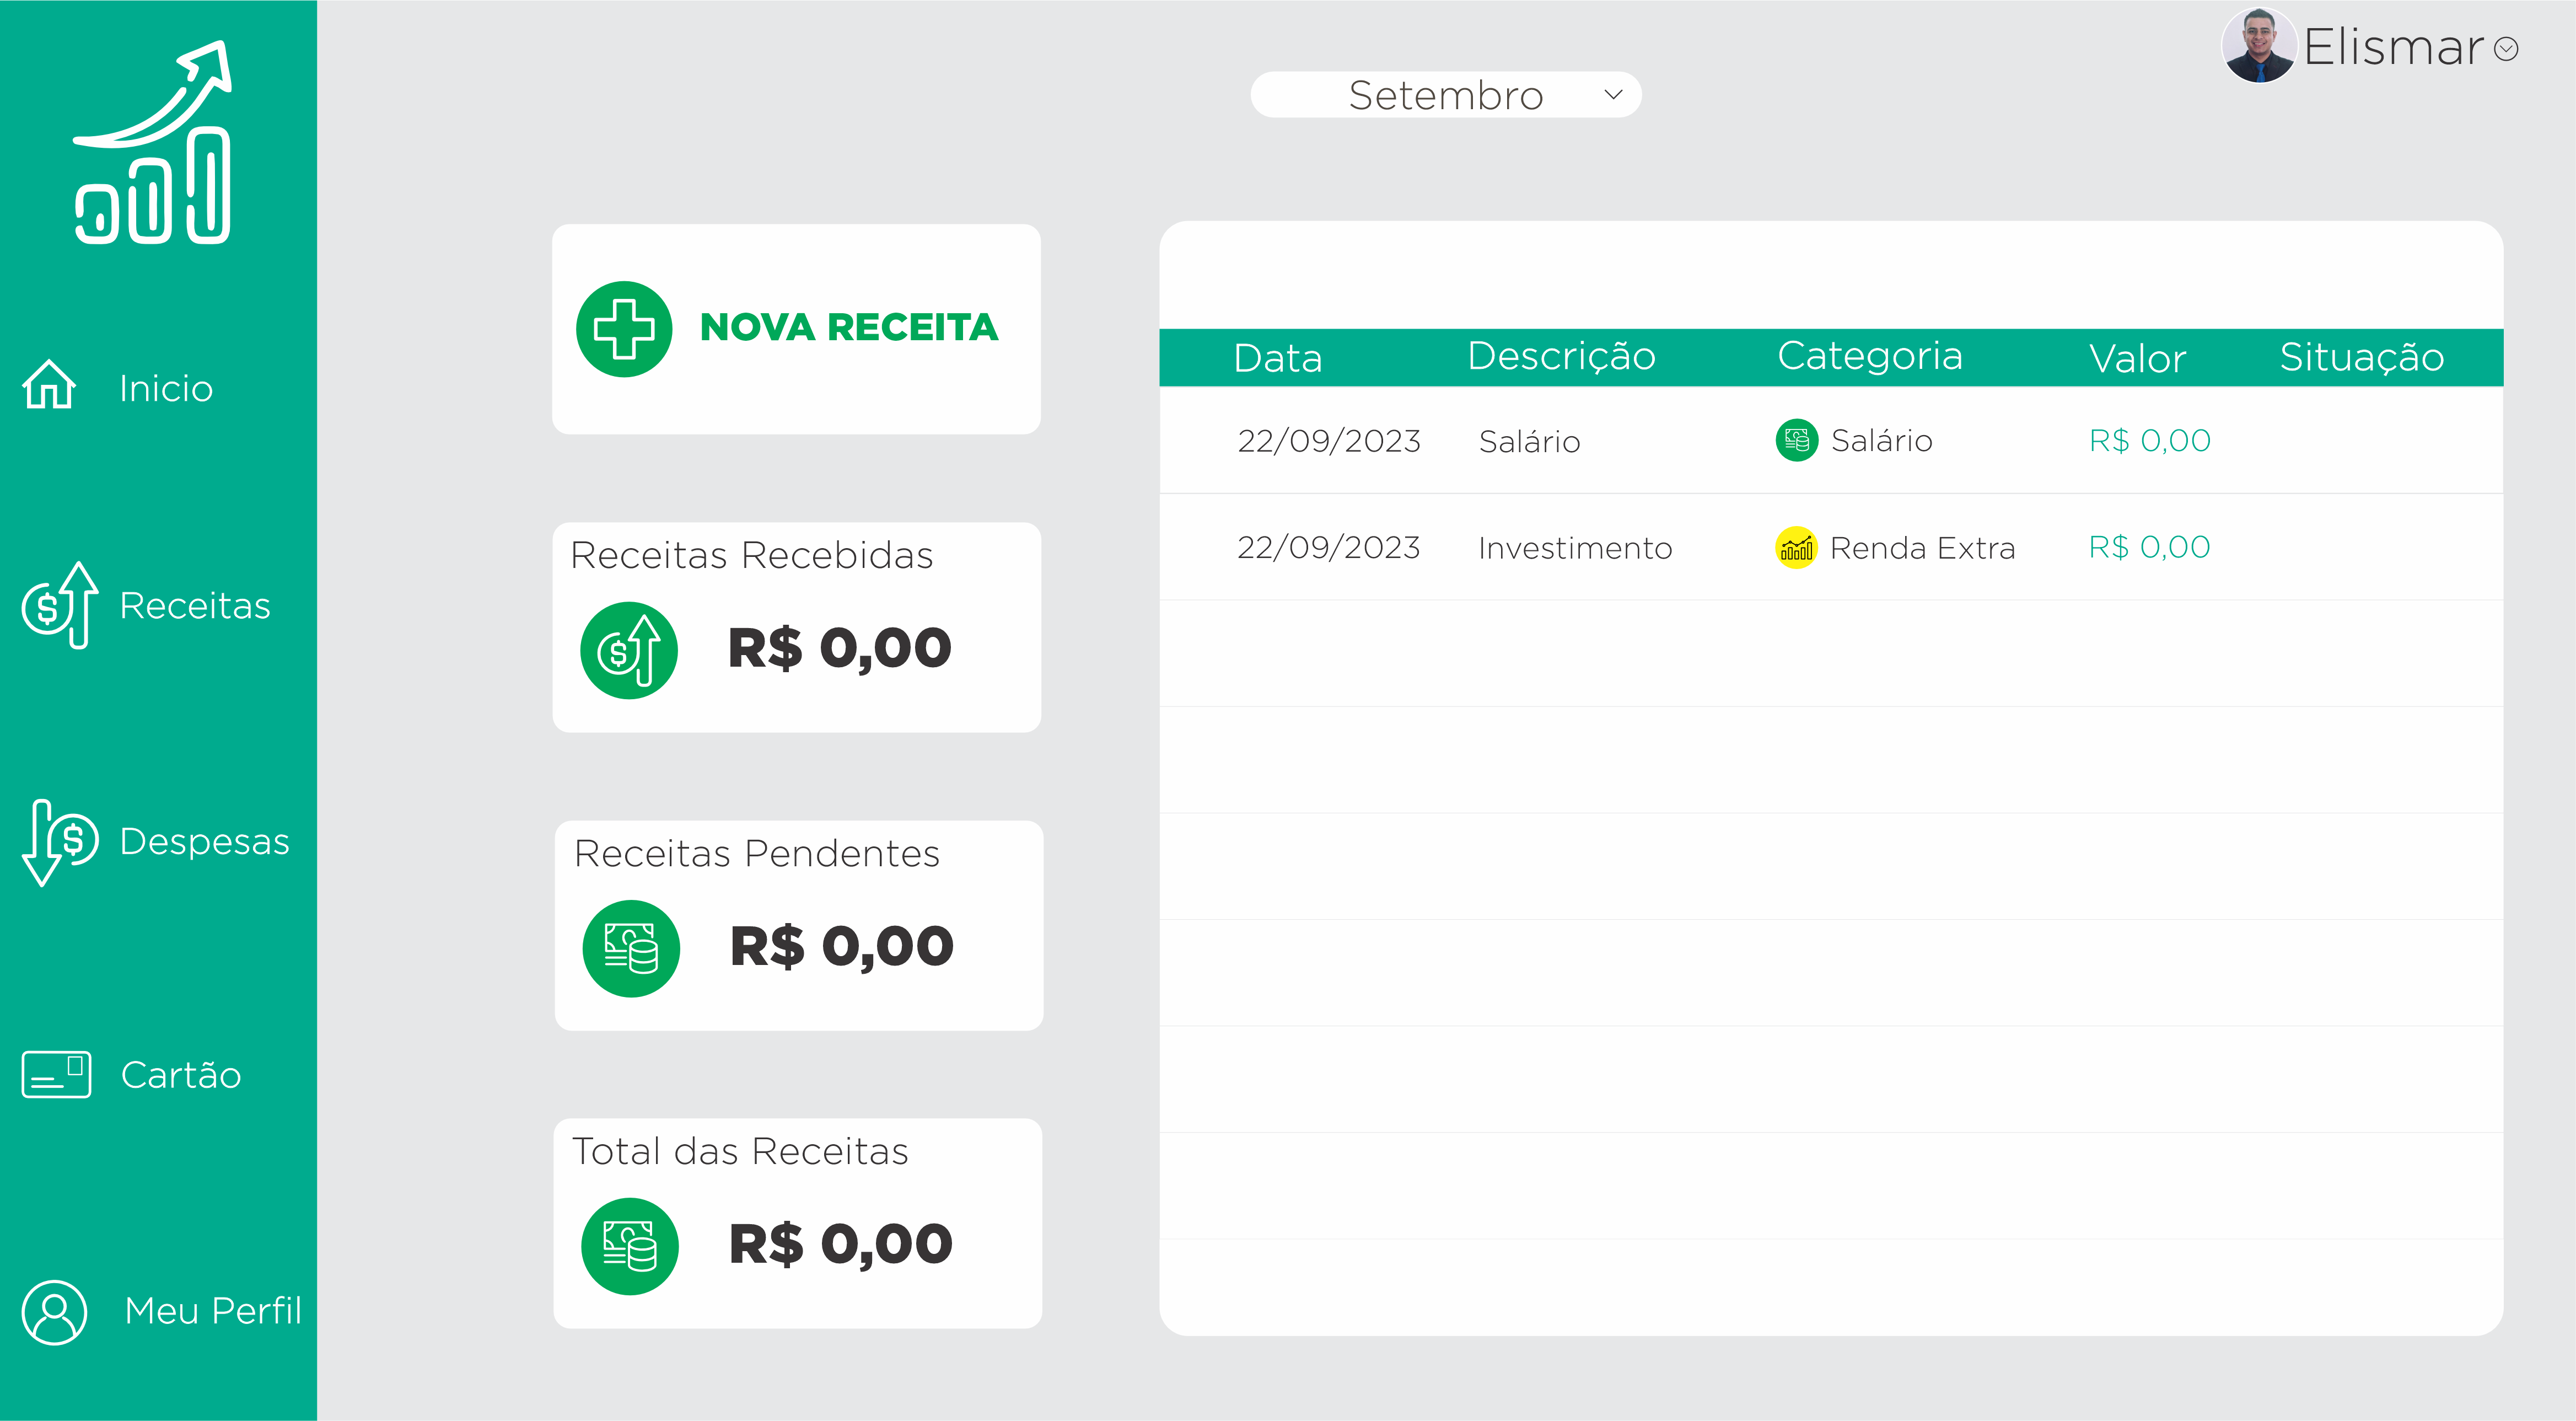 Elismar
Setembro
Inicio
Receitas
Despesas
Cartão
Meu Perfil
NOVA RECEITA
Receitas Recebidas
R$ 0,00
Receitas Pendentes
R$ 0,00
Total das Receitas
R$ 0,00
Data Descrição Categoria Valor Situação
22/09/2023 Salário Salário R$ 0,00
22/09/2023 Investimento Renda Extra R$ 0,00